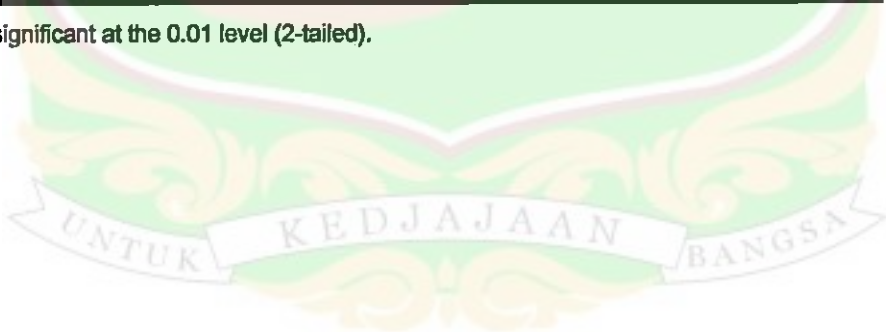 significant at the 0.01 level (2-tailed).
UNTUK KEDJAJAAN BANGSA